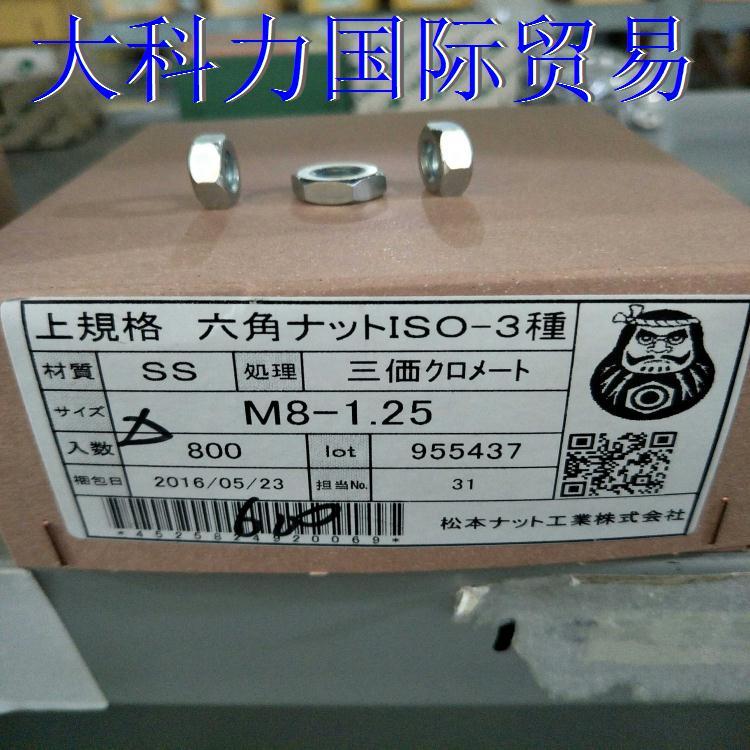 大科力国际贸易
上規格 六角ナットISO-3種
材質 SS 処理 三価クロメート
サイズ M8-1.25
入数 800 lot 955437
梱包日 2016/05/23 担当No. 31
松本ナット工業株式会社